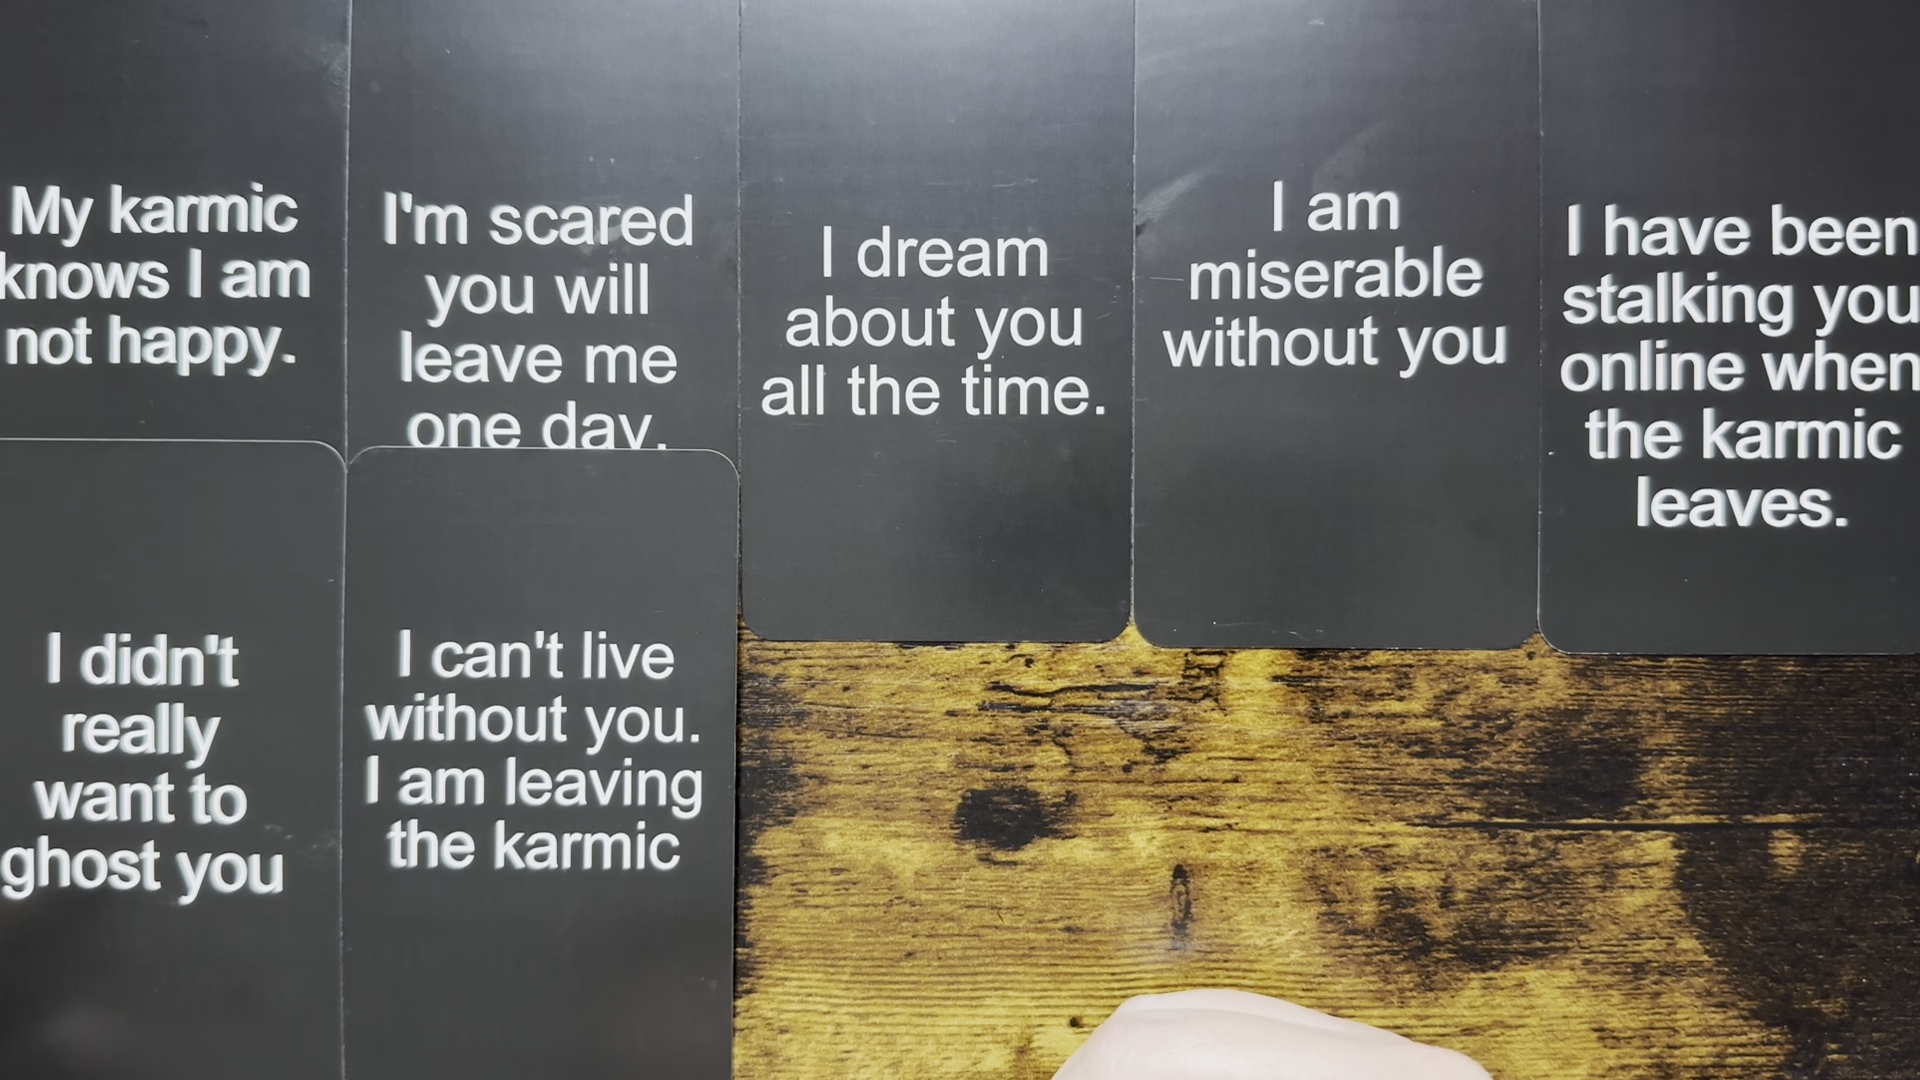 My karmic
knows I am
not happy.
I'm scared
you will
leave me
one day.
I dream
about you
all the time.
I am
miserable
without you
I have been
stalking you
online when
the karmic
leaves.
I didn't
really
want to
ghost you
I can't live
without you.
I am leaving
the karmic